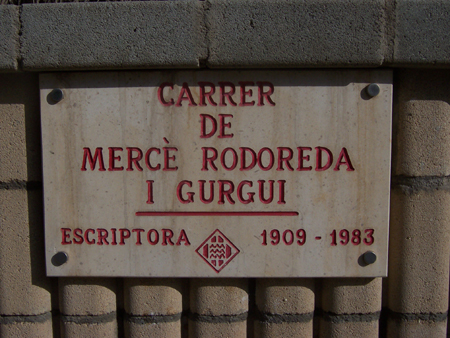 CARRER
DE
MERCÈ RODOREDA
I GURGUI
ESCRIPTORA 1909 - 1983